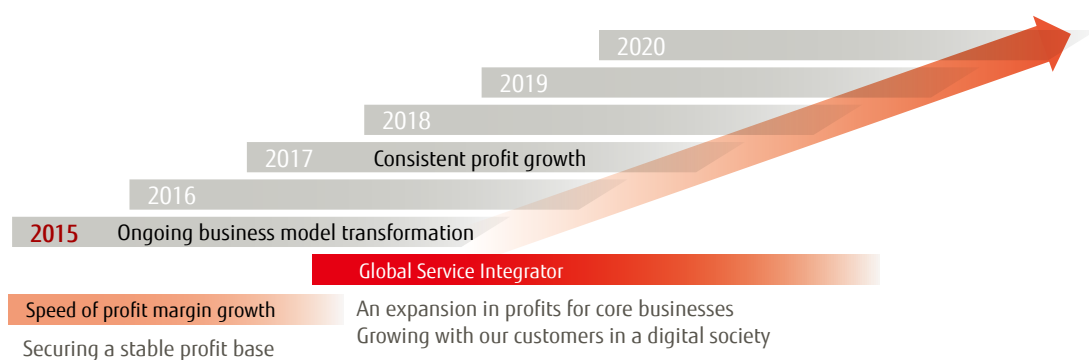 2020
2019
2018
2017 Consistent profit growth
2016
2015 Ongoing business model transformation
Global Service Integrator
Speed of profit margin growth
An expansion in profits for core businesses
Growing with our customers in a digital society
Securing a stable profit base